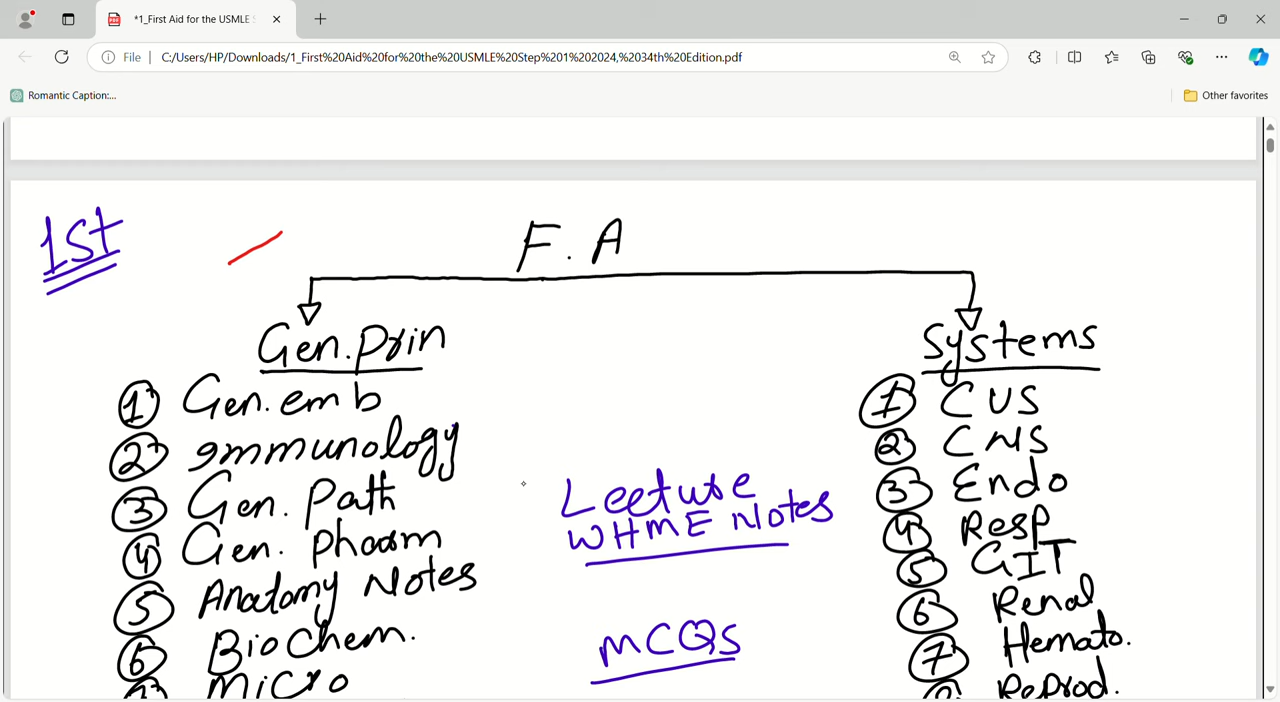 *1_First Aid for the USMLE S
File
C:/Users/HP/Downloads/1_First%20Aid%20for%20the%20USMLE%20Step%201%202024,%2034th%20Edition.pdf
Romantic Caption:...
Other favorites
1st
F. A
Gen. Prin
Systems
1 Gen. emb
1 CVS
2 Immunology
2 CNS
3 Gen. Path
3 Endo
Lecture
WHME Notes
4 Gen. Pharm
4 Resp
5 Anatomy Notes
5 GIT
6 BioChem.
6 Renal
MCQs
7 Hemato.
Micro
Reprod.